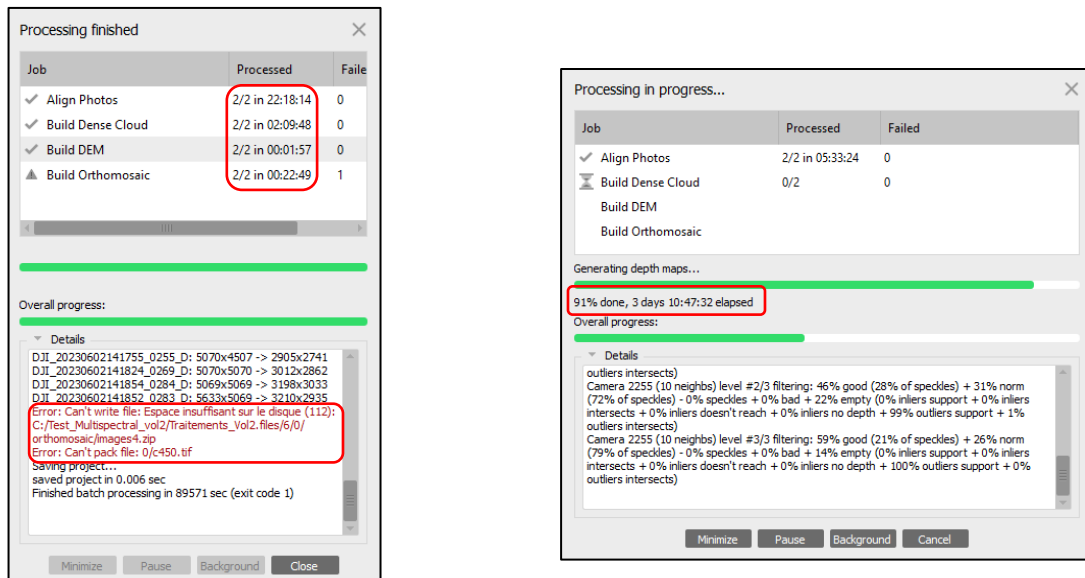 Processing finished
Job Processed Faile
Align Photos 2/2 in 22:18:14 0
Build Dense Cloud 2/2 in 02:09:48 0
Build DEM 2/2 in 00:01:57 0
Build Orthomosaic 2/2 in 00:22:49 1
Overall progress:
Details
DJI_20230602141755_0255_D: 5070x4507 -> 2905x2741
DJI_20230602141824_0269_D: 5070x5070 -> 3012x2862
DJI_20230602141854_0284_D: 5069x5069 -> 3198x3033
DJI_20230602141852_0283_D: 5633x5069 -> 3210x2935
Error: Can't write file: Espace insuffisant sur le disque (112):
C:/Test_Multispectral_vol2/Traitements_Vol2.files/6/0/
orthomosaic/images4.zip
Error: Can't pack file: 0/c450.tif
Saving project...
saved project in 0.006 sec
Finished batch processing in 89571 sec (exit code 1)
Minimize Pause Background Close
Processing in progress...
Job Processed Failed
Align Photos 2/2 in 05:33:24 0
Build Dense Cloud 0/2 0
Build DEM
Build Orthomosaic
Generating depth maps...
91% done, 3 days 10:47:32 elapsed
Overall progress:
Details
outliers intersects)
Camera 2255 (10 neighbs) level #2/3 filtering: 46% good (28% of speckles) + 31% norm
(72% of speckles) - 0% speckles + 0% bad + 22% empty (0% inliers support + 0% inliers
intersects + 0% inliers doesn't reach + 0% inliers no depth + 99% outliers support + 1%
outliers intersects)
Camera 2255 (10 neighbs) level #3/3 filtering: 59% good (21% of speckles) + 26% norm
(79% of speckles) - 0% speckles + 0% bad + 14% empty (0% inliers support + 0% inliers
intersects + 0% inliers doesn't reach + 0% inliers no depth + 100% outliers support + 0%
outliers intersects)
Minimize Pause Background Cancel